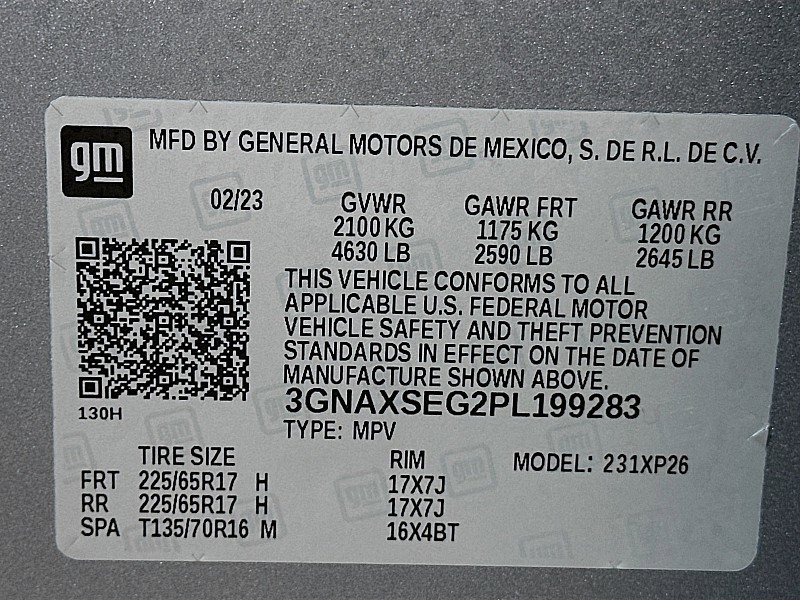 gm MFD BY GENERAL MOTORS DE MEXICO, S. DE R.L. DE C.V.
02/23 GVWR GAWR FRT GAWR RR
2100 KG 1175 KG 1200 KG
4630 LB 2590 LB 2645 LB
THIS VEHICLE CONFORMS TO ALL
APPLICABLE U.S. FEDERAL MOTOR
VEHICLE SAFETY AND THEFT PREVENTION
STANDARDS IN EFFECT ON THE DATE OF
MANUFACTURE SHOWN ABOVE.
130H
3GNAXSEG2PL199283
TYPE: MPV
TIRE SIZE RIM MODEL: 231XP26
FRT 225/65R17 H 17X7J
RR 225/65R17 H 17X7J
SPA T135/70R16 M 16X4BT